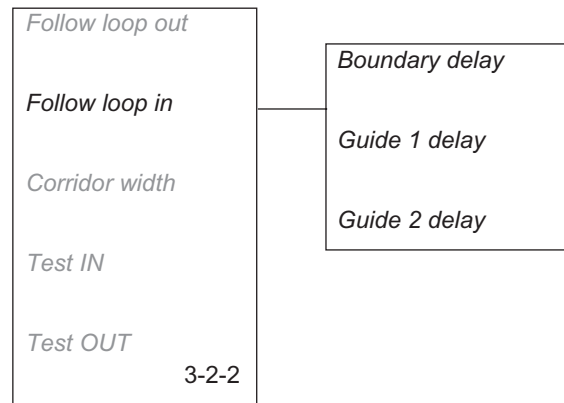 Follow loop out
Follow loop in
Corridor width
Test IN
Test OUT
3-2-2
Boundary delay
Guide 1 delay
Guide 2 delay